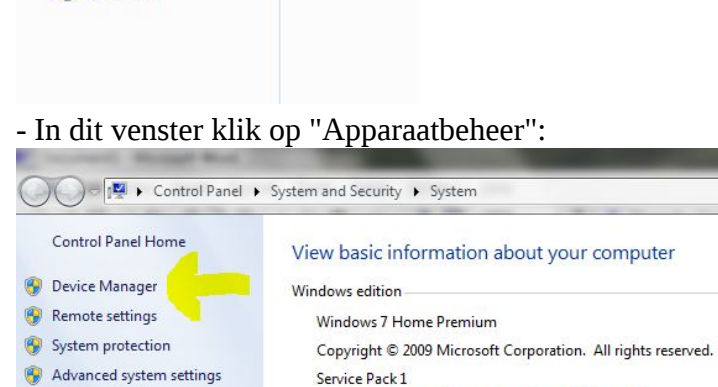 - In dit venster klik op "Apparaatbeheer":
Control Panel ▸ System and Security ▸ System
Control Panel Home
Device Manager
Remote settings
System protection
Advanced system settings
View basic information about your computer
Windows edition
Windows 7 Home Premium
Copyright © 2009 Microsoft Corporation. All rights reserved.
Service Pack 1